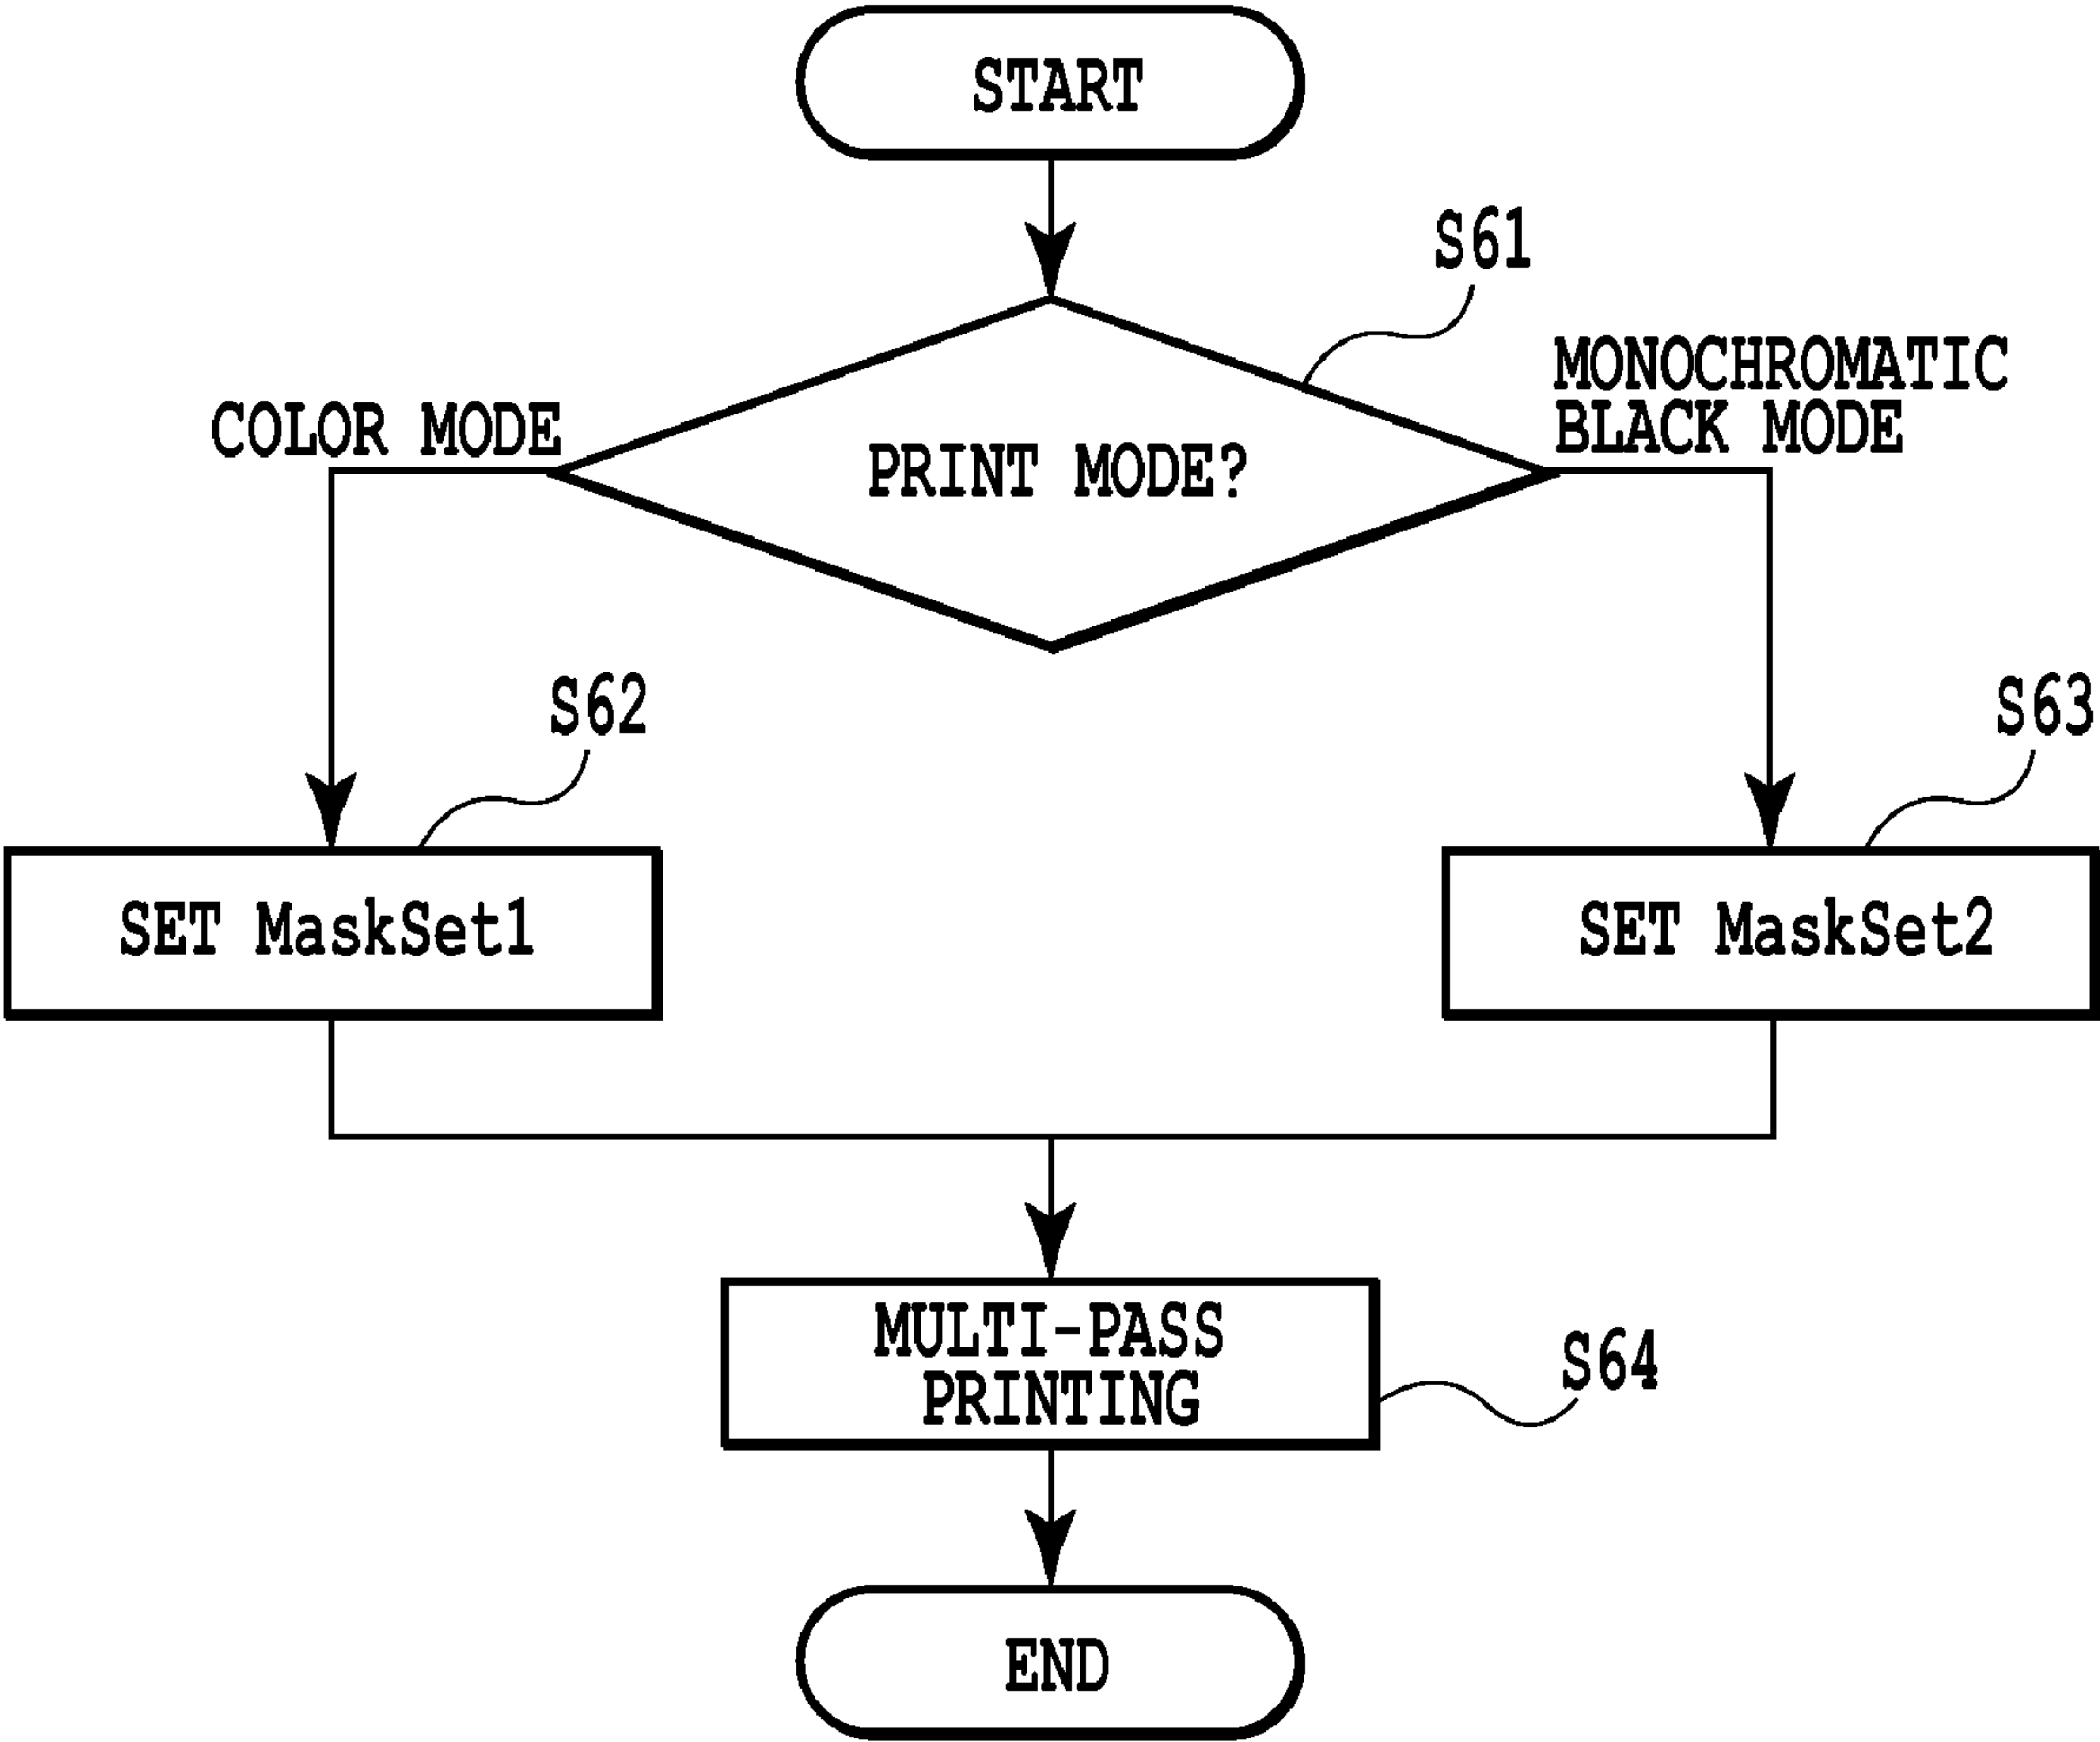 START
S61
MONOCHROMATIC
BLACK MODE
COLOR MODE
PRINT MODE?
S62
S63
SET MaskSet1
SET MaskSet2
MULTI-PASS
PRINTING
S64
END